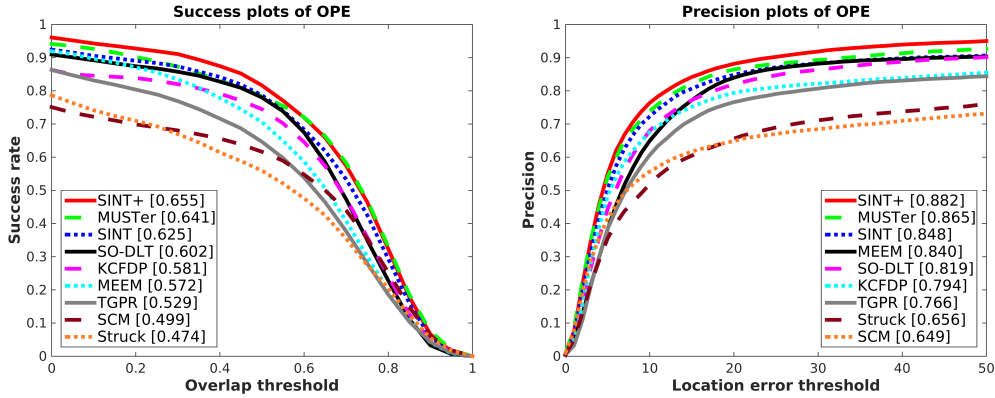 Success plots of OPE
1
0.9
0.8
0.7
0.6
0.5
0.4
0.3
0.2
0.1
0
Success rate
SINT+ [0.655]
MUSTer [0.641]
SINT [0.625]
SO-DLT [0.602]
KCFDP [0.581]
MEEM [0.572]
TGPR [0.529]
SCM [0.499]
Struck [0.474]
0 0.2 0.4 0.6 0.8 1
Overlap threshold
Precision plots of OPE
1
0.9
0.8
0.7
0.6
0.5
0.4
0.3
0.2
0.1
0
Precision
SINT+ [0.882]
MUSTer [0.865]
SINT [0.848]
MEEM [0.840]
SO-DLT [0.819]
KCFDP [0.794]
TGPR [0.766]
Struck [0.656]
SCM [0.649]
0 10 20 30 40 50
Location error threshold